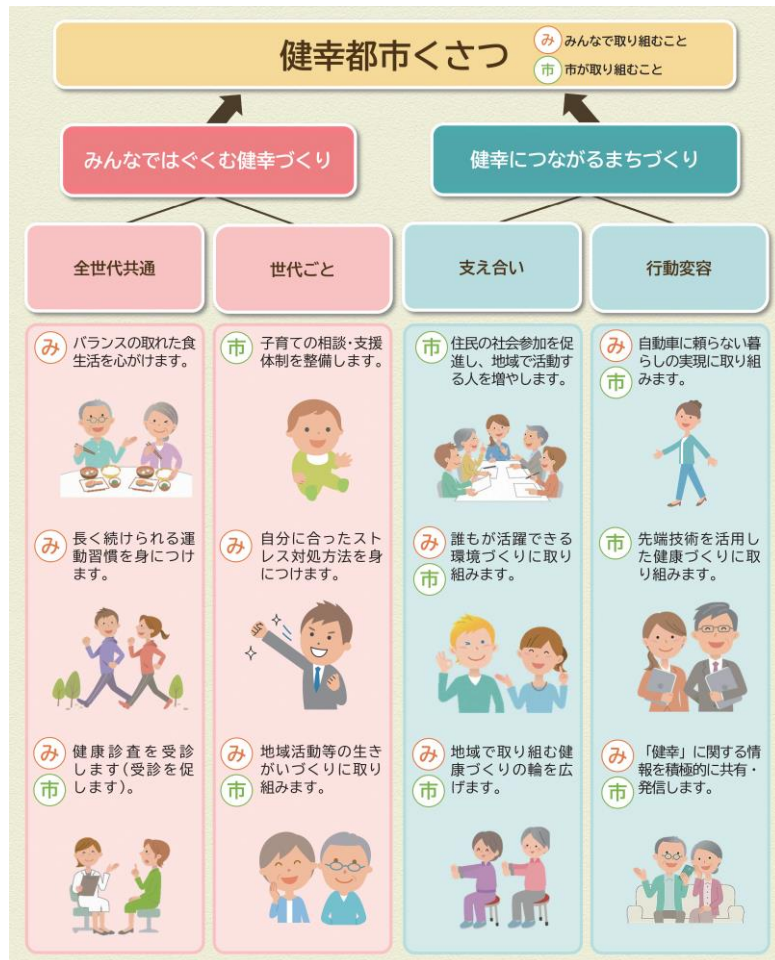 健幸都市くさつ
み みんなで取り組むこと
市 市が取り組むこと
みんなではぐくむ健幸づくり
健幸につながるまちづくり
全世代共通
世代ごと
支え合い
行動変容
み
バランスの取れた食
生活を心がけます。
み
長く続けられる運
動習慣を身につけ
ます。
み
市
健康診査を受診
します(受診を促
します)。
市
子育ての相談・支援
体制を整備します。
み
自分に合ったスト
レス対処方法を身
につけます。
み
市
地域活動等の生き
がいづくりに取り
組みます。
市
住民の社会参加を促
進し、地域で活動す
る人を増やします。
み
市
誰もが活躍できる
環境づくりに取り
組みます。
み
市
地域で取り組む健
康づくりの輪を広
げます。
み
市
自動車に頼らない暮
らしの実現に取り組
みます。
市
先端技術を活用し
た健康づくりに取
り組みます。
み
市
「健幸」に関する情
報を積極的に共有・
発信します。